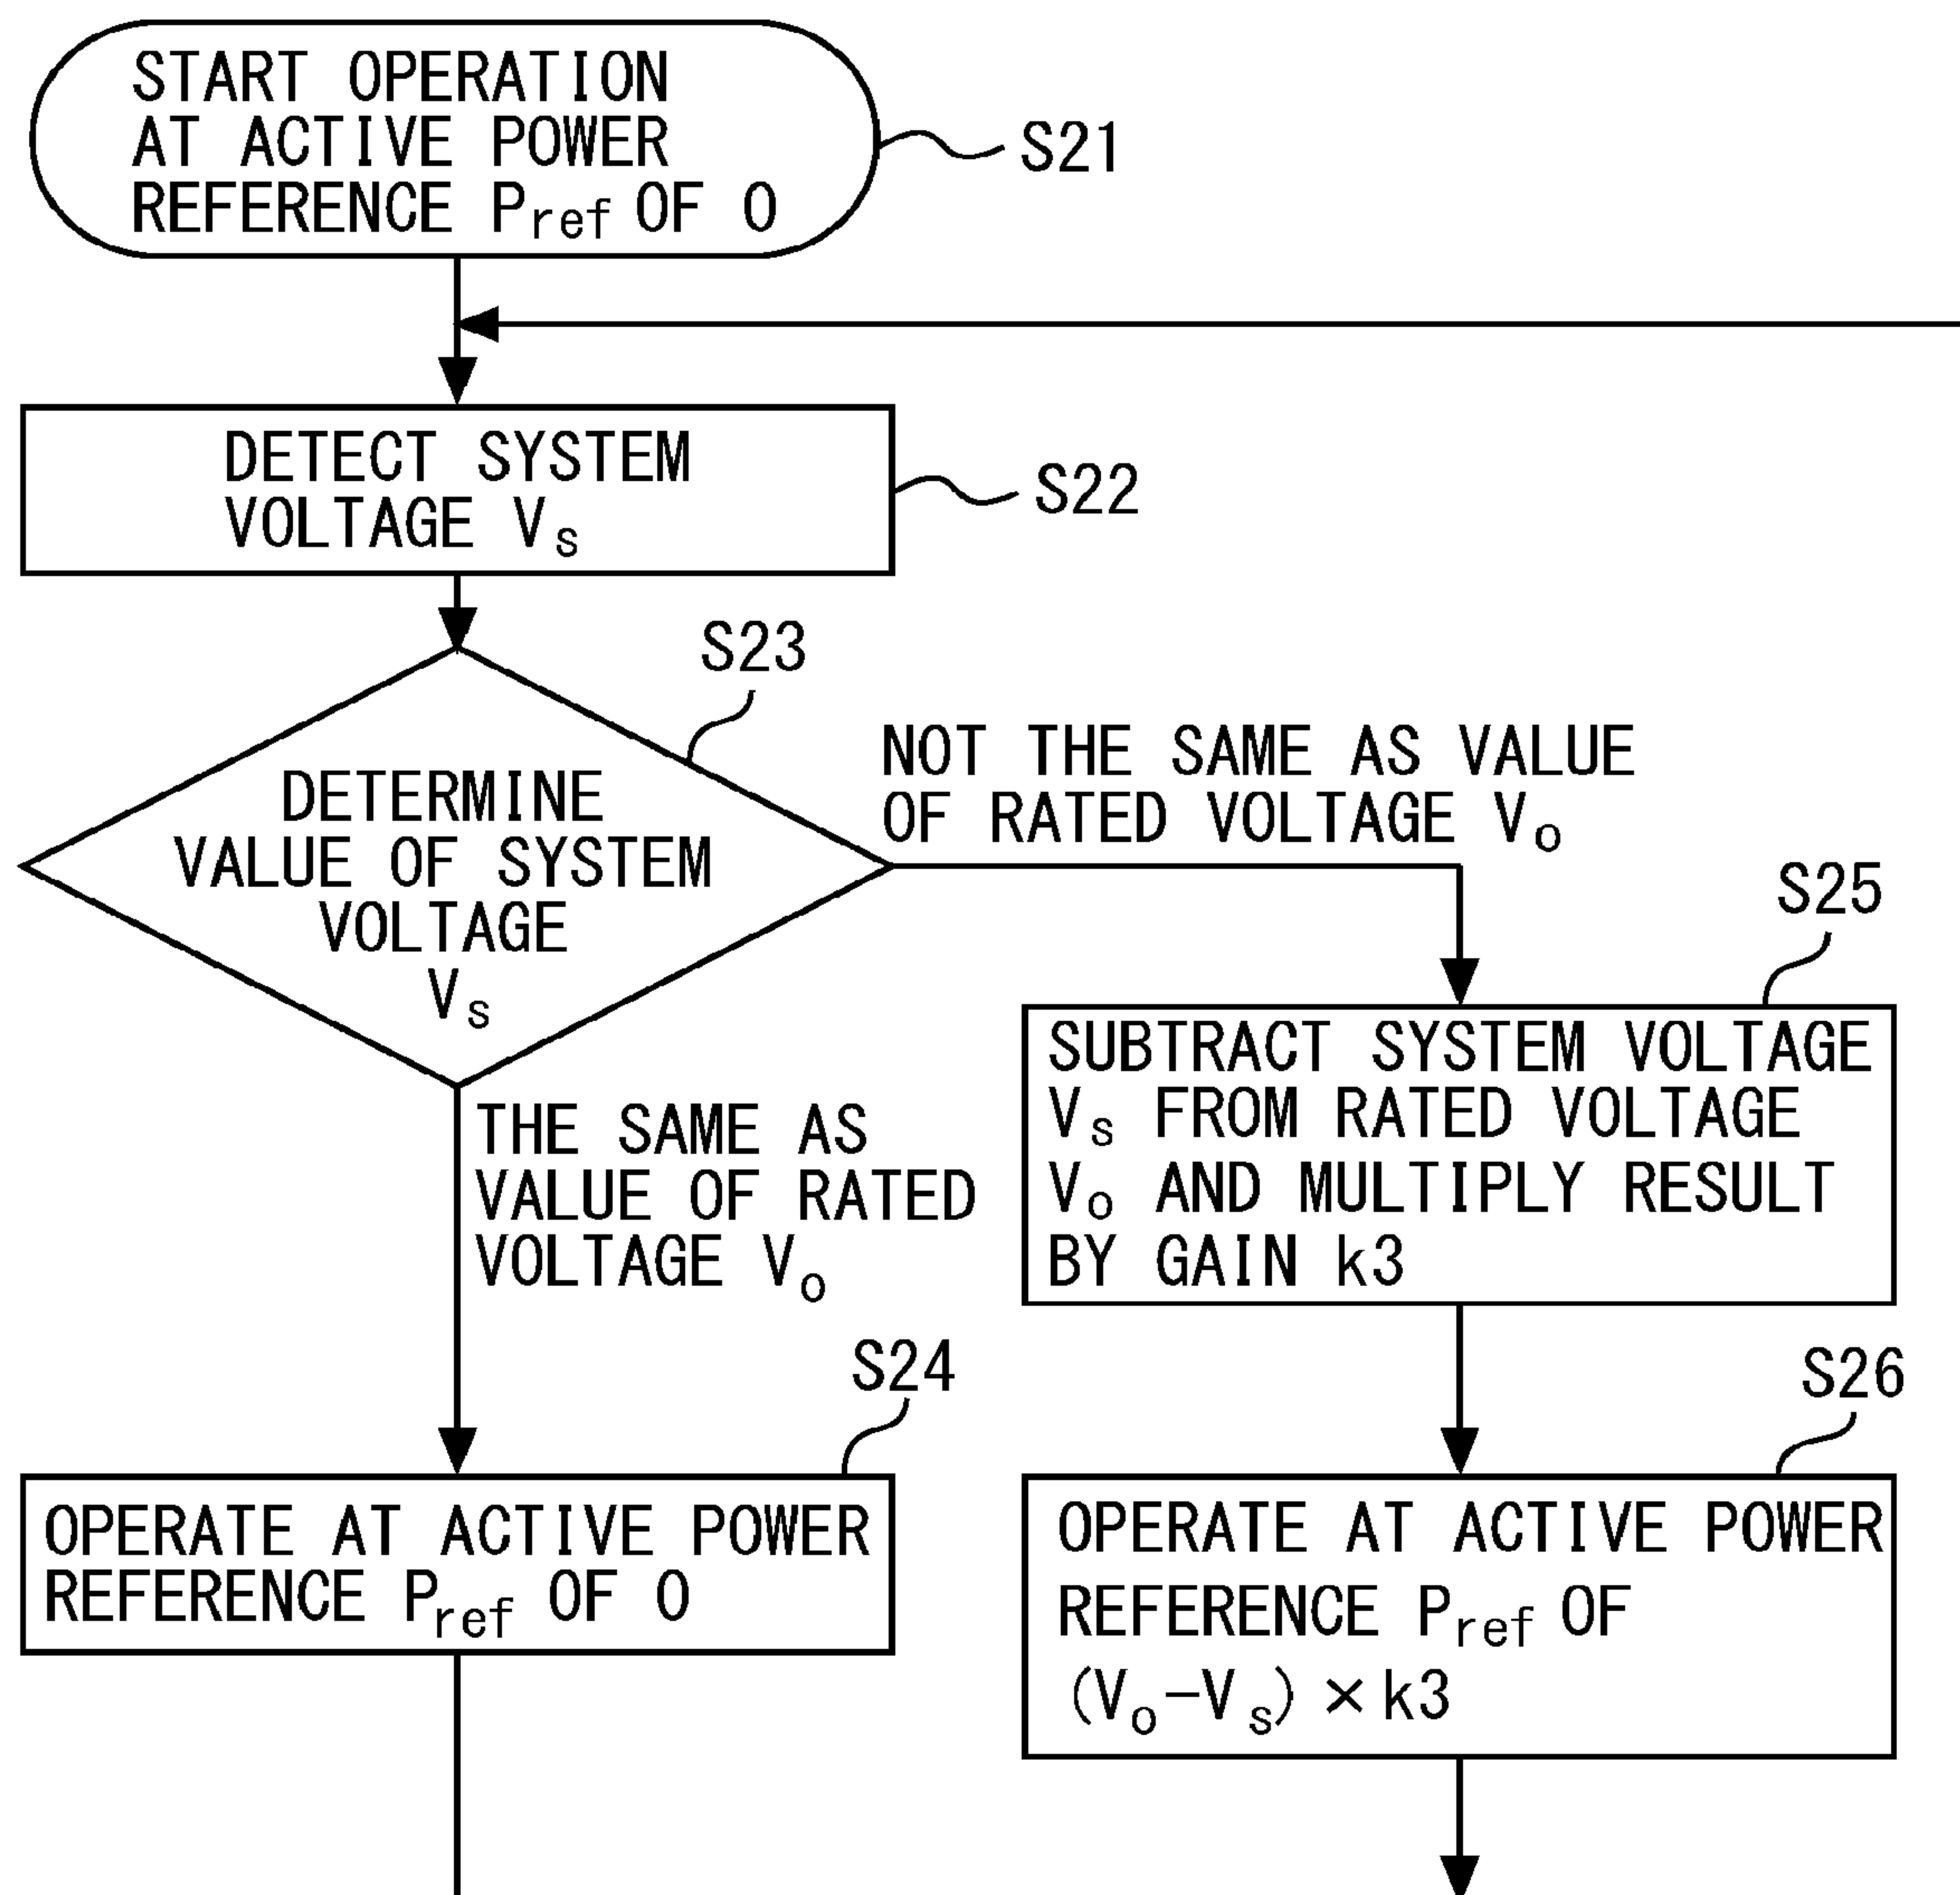 START OPERATION
AT ACTIVE POWER
REFERENCE Pref OF 0
S21
DETECT SYSTEM
VOLTAGE Vs
S22
S23
DETERMINE
VALUE OF SYSTEM
VOLTAGE
Vs
NOT THE SAME AS VALUE
OF RATED VOLTAGE Vo
S25
SUBTRACT SYSTEM VOLTAGE
Vs FROM RATED VOLTAGE
Vo AND MULTIPLY RESULT
BY GAIN k3
THE SAME AS
VALUE OF RATED
VOLTAGE Vo
S24
OPERATE AT ACTIVE POWER
REFERENCE Pref OF 0
S26
OPERATE AT ACTIVE POWER
REFERENCE Pref OF
(Vo−Vs) × k3